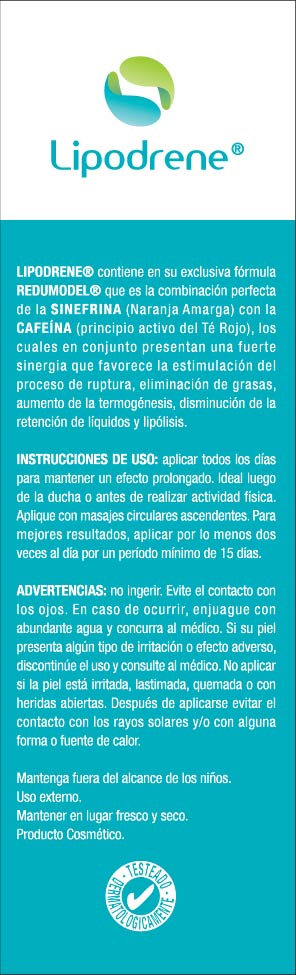 Lipodrene®
LIPODRENE® contiene en su exclusiva fórmula
REDUMODEL® que es la combinación perfecta
de la SINEFRINA (Naranja Amarga) con la
CAFEÍNA (principio activo del Té Rojo), los
cuales en conjunto presentan una fuerte
sinergia que favorece la estimulación del
proceso de ruptura, eliminación de grasas,
aumento de la termogénesis, disminución de la
retención de líquidos y lipólisis.
INSTRUCCIONES DE USO: aplicar todos los días
para mantener un efecto prolongado. Ideal luego
de la ducha o antes de realizar actividad física.
Aplique con masajes circulares ascendentes. Para
mejores resultados, aplicar por lo menos dos
veces al día por un período mínimo de 15 días.
ADVERTENCIAS: no ingerir. Evite el contacto con
los ojos. En caso de ocurrir, enjuague con
abundante agua y concurra al médico. Si su piel
presenta algún tipo de irritación o efecto adverso,
discontinúe el uso y consulte al médico. No aplicar
si la piel está irritada, lastimada, quemada o con
heridas abiertas. Después de aplicarse evitar el
contacto con los rayos solares y/o con alguna
forma o fuente de calor.
Mantenga fuera del alcance de los niños.
Uso externo.
Mantener en lugar fresco y seco.
Producto Cosmético.
TESTEADO
DERMATOLÓGICAMENTE